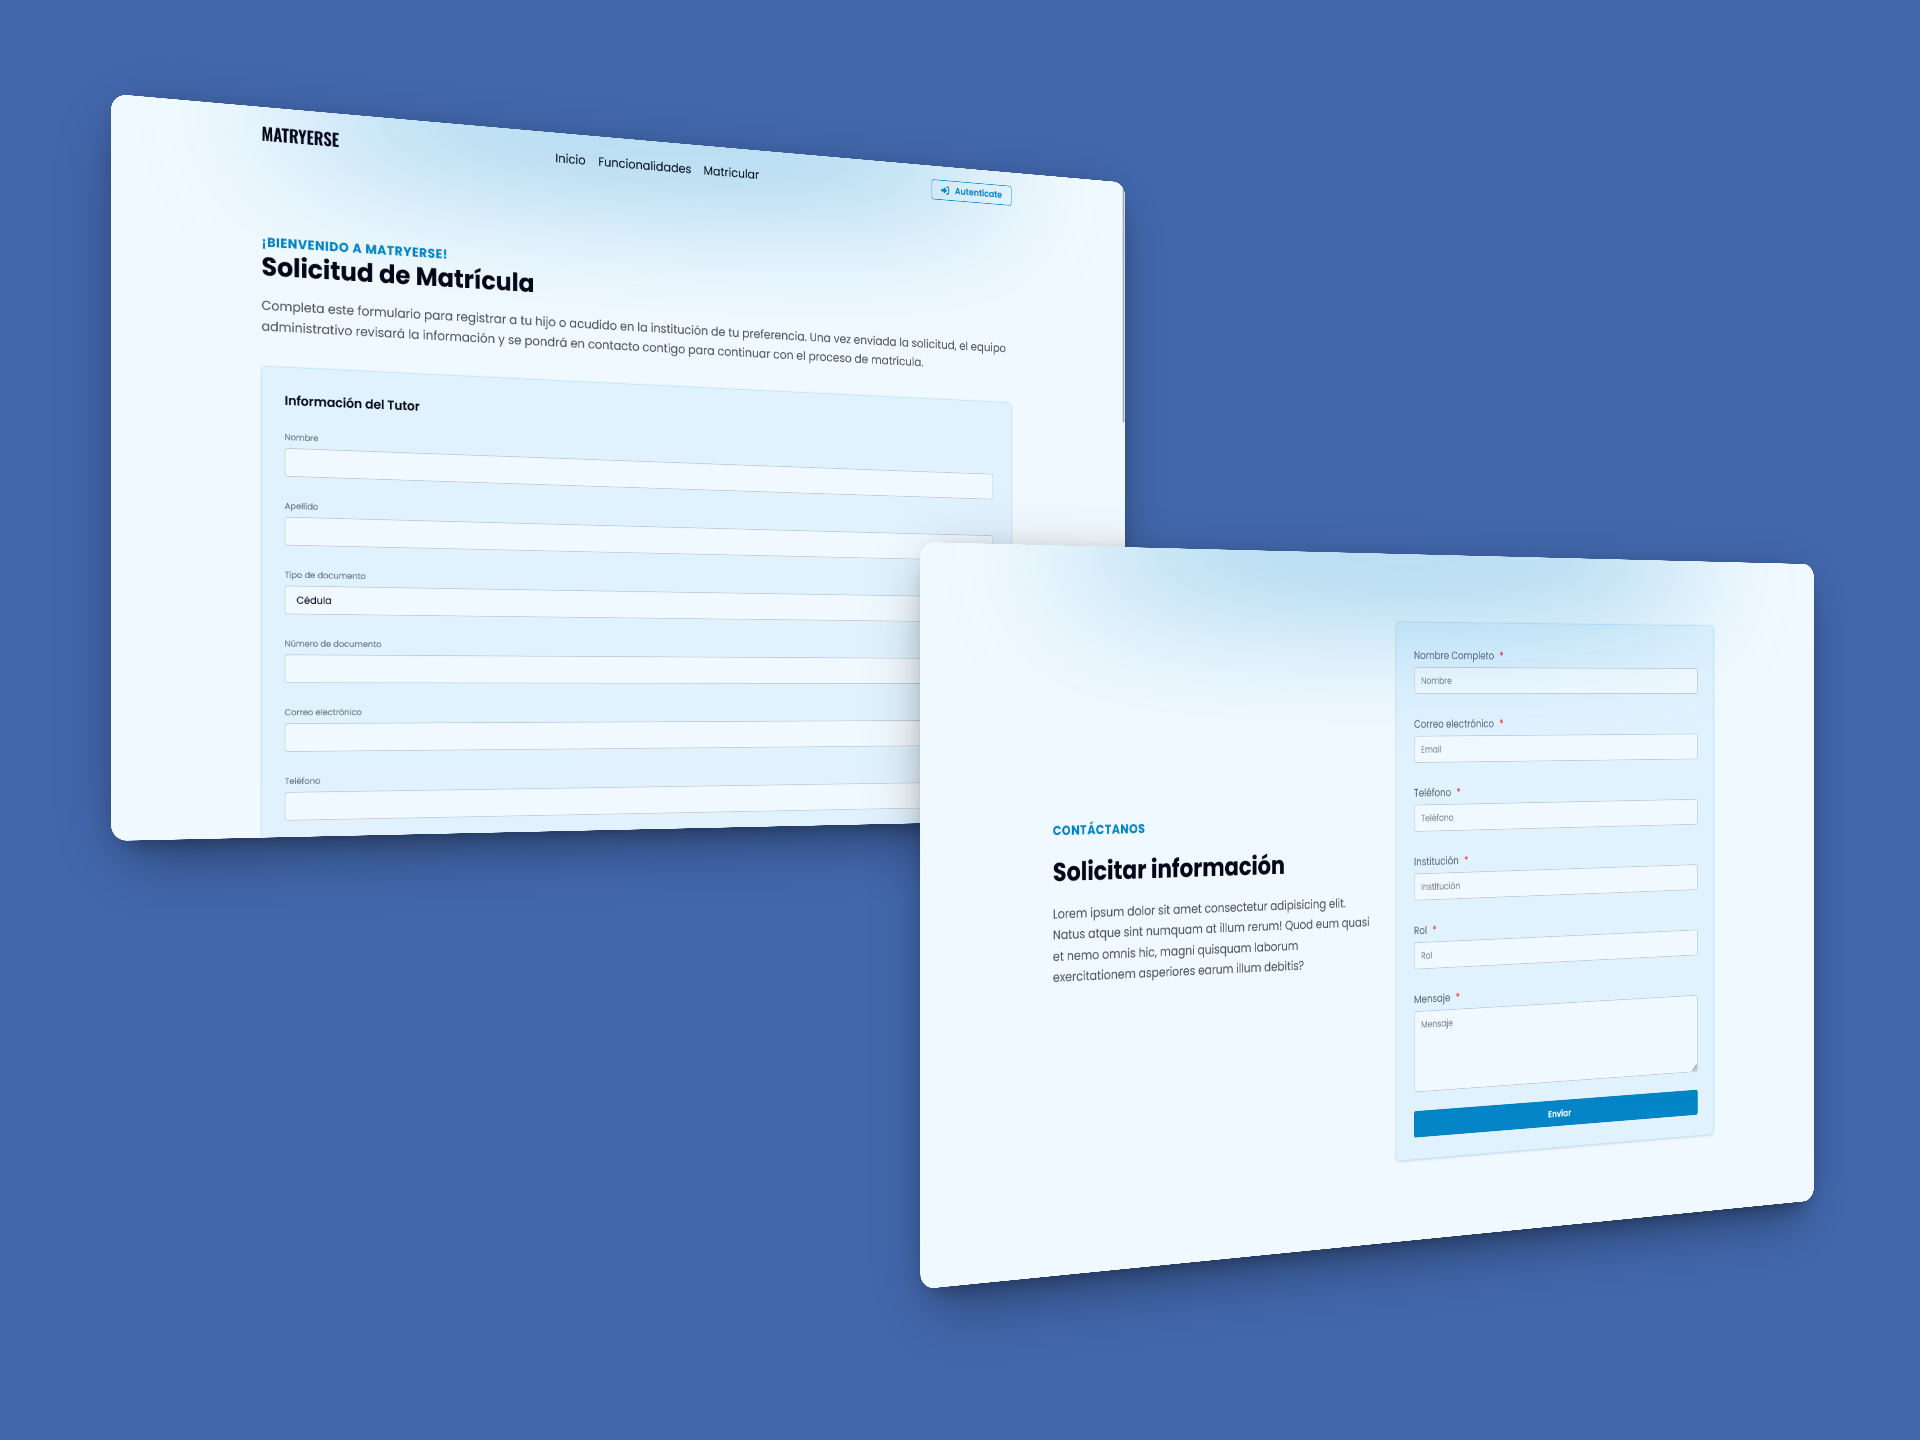 MATRYERSE
Inicio Funcionalidades Matricular
Autentícate
¡BIENVENIDO A MATRYERSE!
Solicitud de Matrícula
Completa este formulario para registrar a tu hijo o acudido en la institución de tu preferencia. Una vez enviada la solicitud, el equipo
administrativo revisará la información y se pondrá en contacto contigo para continuar con el proceso de matrícula.
Información del Tutor
Nombre
Apellido
Tipo de documento
Cédula
Número de documento
Correo electrónico
Teléfono
CONTÁCTANOS
Solicitar información
Lorem ipsum dolor sit amet consectetur adipisicing elit.
Natus atque sint numquam at illum rerum! Quod eum quasi
et nemo omnis hic, magni quisquam laborum
exercitationem asperiores earum illum debitis?
Nombre Completo *
Nombre
Correo electrónico *
Email
Teléfono *
Teléfono
Institución *
Institución
Rol *
Rol
Mensaje *
Mensaje
Enviar